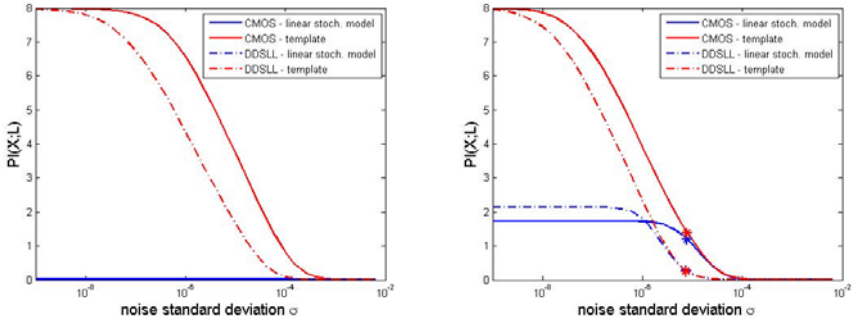 8
7
6
5
4
3
2
1
0
PI(X;L)
CMOS - linear stoch. model
CMOS - template
DDSLL - linear stoch. model
DDSLL - template
10⁻⁸
10⁻⁶
10⁻⁴
10⁻²
noise standard deviation σ
8
7
6
5
4
3
2
1
0
PI(X;L)
CMOS - linear stoch. model
CMOS - template
DDSLL - linear stoch. model
DDSLL - template
10⁻⁸
10⁻⁶
10⁻⁴
10⁻²
noise standard deviation σ